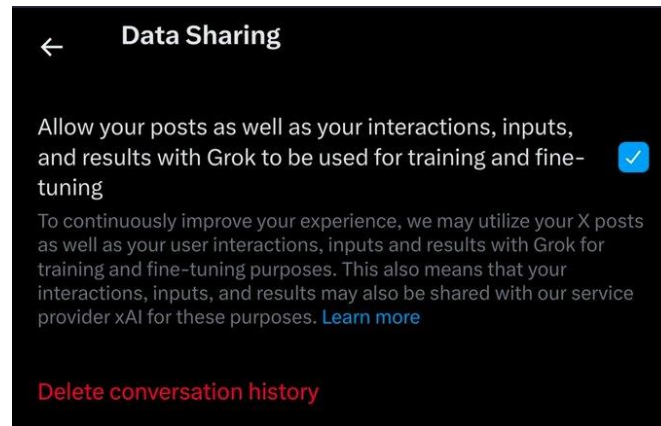 Data Sharing
Allow your posts as well as your interactions, inputs,
and results with Grok to be used for training and fine-
tuning
To continuously improve your experience, we may utilize your X posts
as well as your user interactions, inputs and results with Grok for
training and fine-tuning purposes. This also means that your
interactions, inputs, and results may also be shared with our service
provider xAI for these purposes. Learn more
Delete conversation history